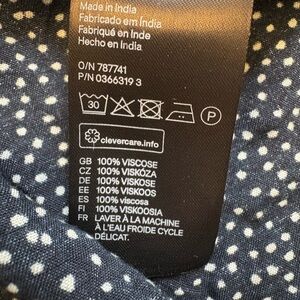 Made in India
Fabricado em Índia
Fabriqué en Inde
Hecho en India
O/N 787741
P/N 0366319 3
30
P
clevercare.info
GB 100% VISCOSE
CZ 100% VISKÓZA
DE 100% VISKOSE
EE 100% VISKOOS
ES 100% viscosa
FI 100% VISKOOSIA
FR LAVER À LA MACHINE
À L'EAU FROIDE CYCLE
DÉLICAT.